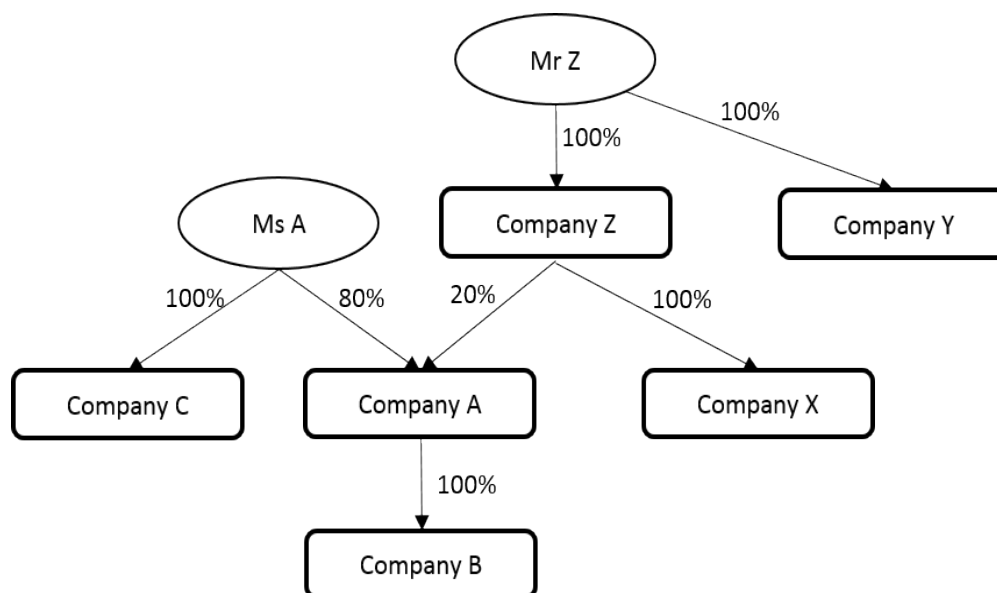 Mr Z
100%
100%
Ms A
Company Z
Company Y
100%
80%
20%
100%
Company C
Company A
Company X
100%
Company B